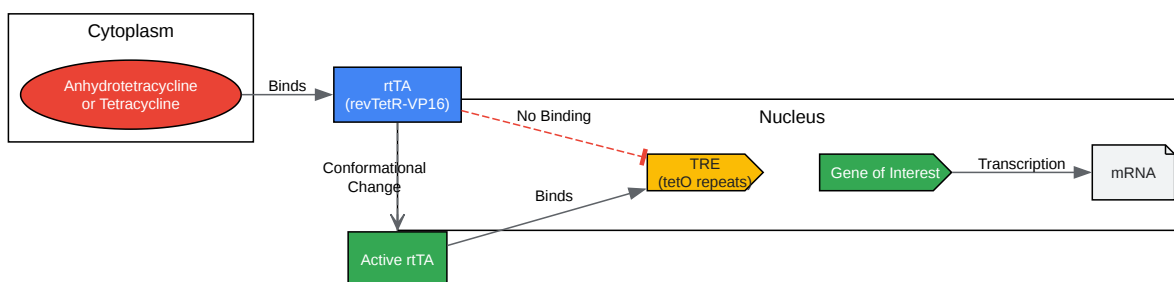 Cytoplasm
Anhydrotetracycline
or Tetracycline
Binds
rtTA
(revTetR-VP16)
No Binding
Nucleus
Conformational
Change
TRE
(tetO repeats)
Binds
Gene of Interest
Transcription
mRNA
Active rtTA